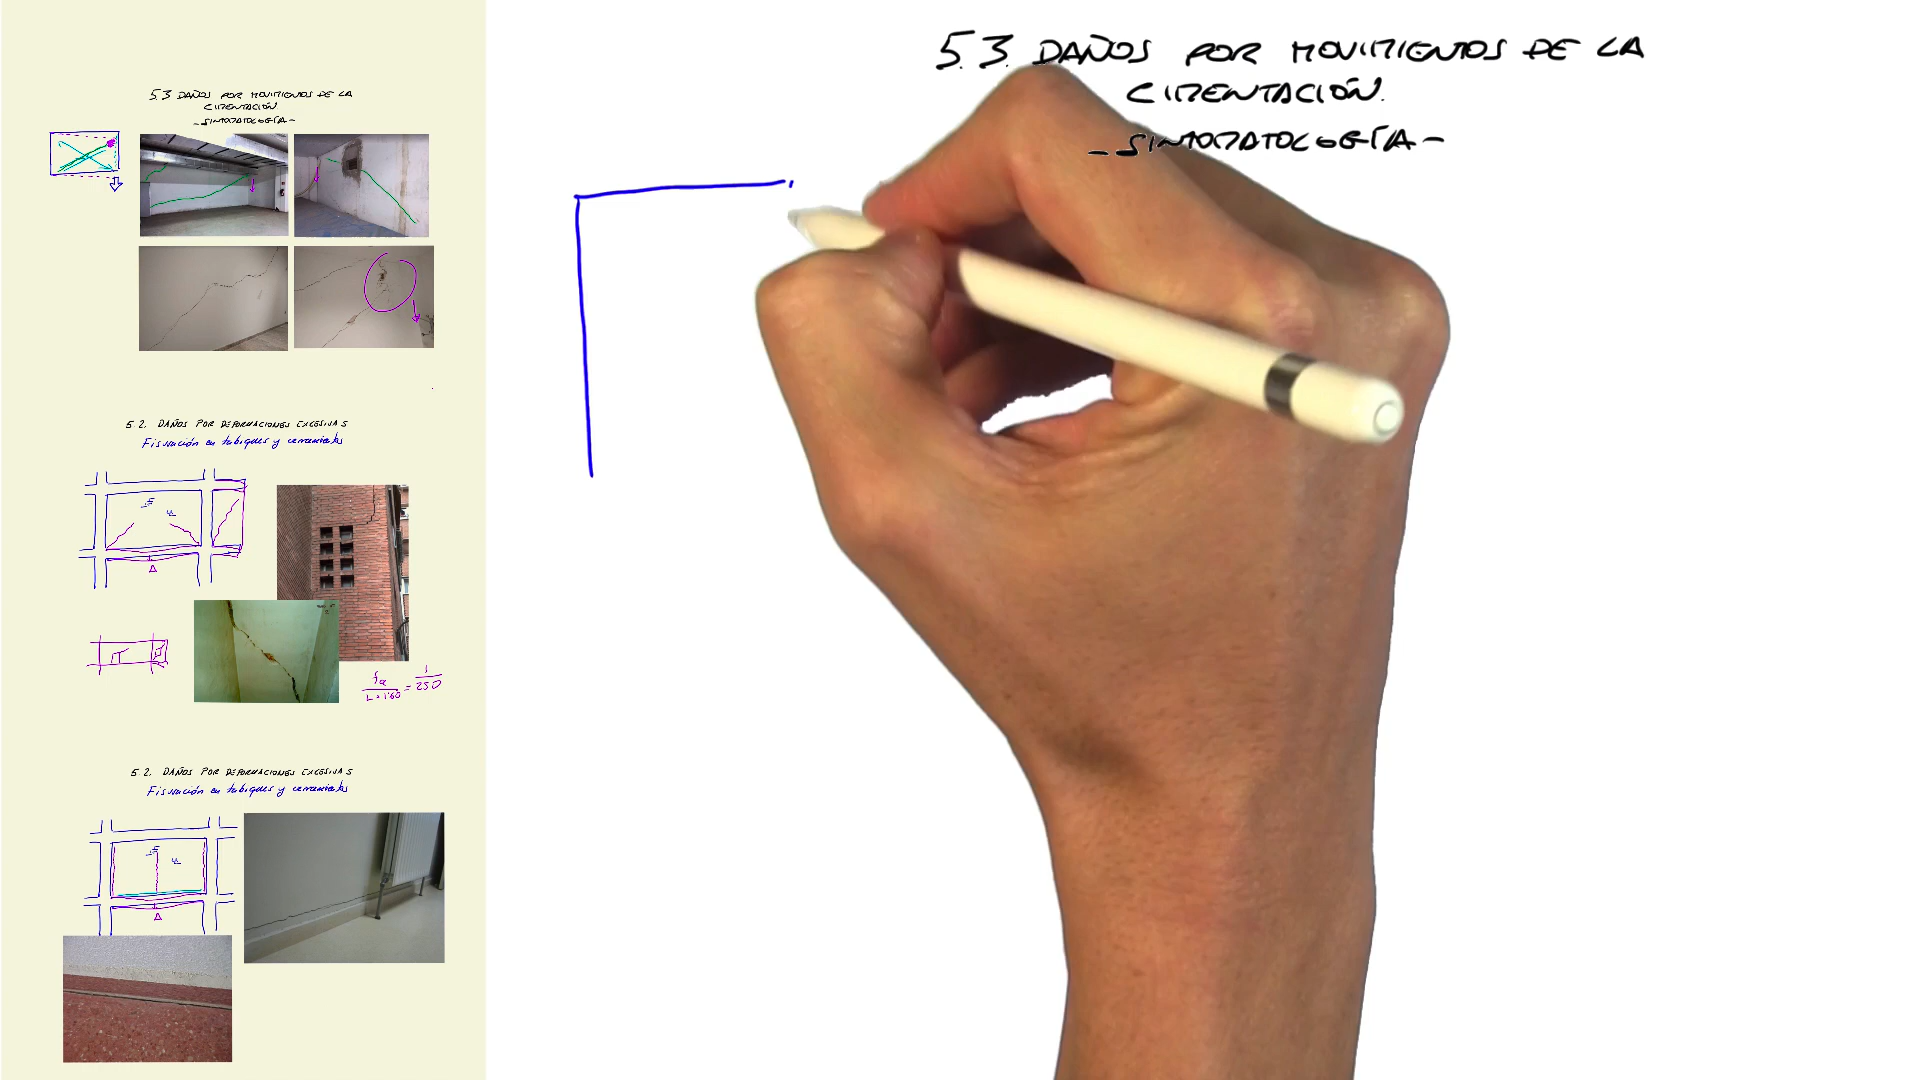 5.3 DAÑOS POR MOVIMIENTOS DE LA
CIMENTACIÓN
-SINTOMATOLOGÍA-
5.2. DAÑOS POR DEFORMACIONES EXCESIVAS
Fisuración en tabiques y cerramientos
Δ
1
250
5.2. DAÑOS POR DEFORMACIONES EXCESIVAS
Fisuración en tabiques y cerramientos
Δ
5.3. DAÑOS POR MOVIMIENTOS DE LA
CIMENTACIÓN.
-SINTOMATOLOGÍA-